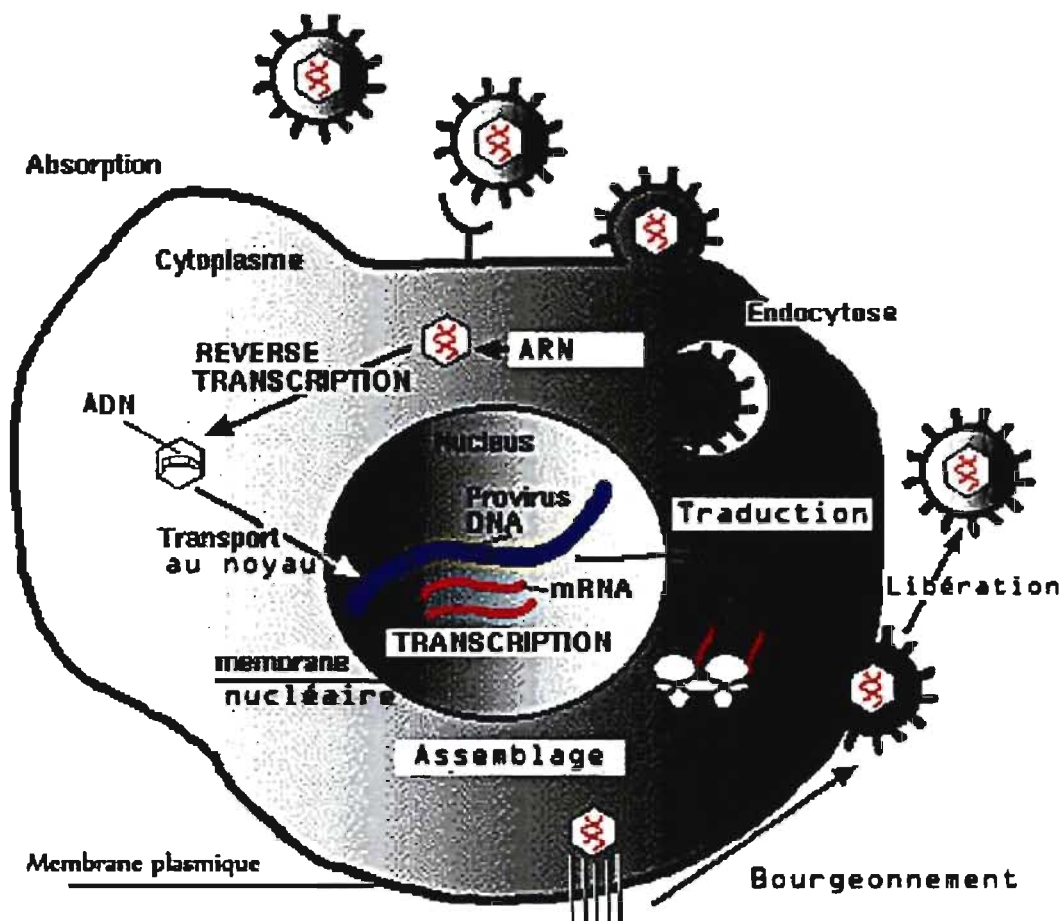 Absorption
Cytoplasme
Endocytose
ARN
REVERSE
TRANSCRIPTION
ADN
Nucleus
Provirus
DNA
Traduction
Transport
au noyau
mRNA
Libération
TRANSCRIPTION
memorane
nucléaire
Assemblage
Membrane plasmique
Bourgeonnement